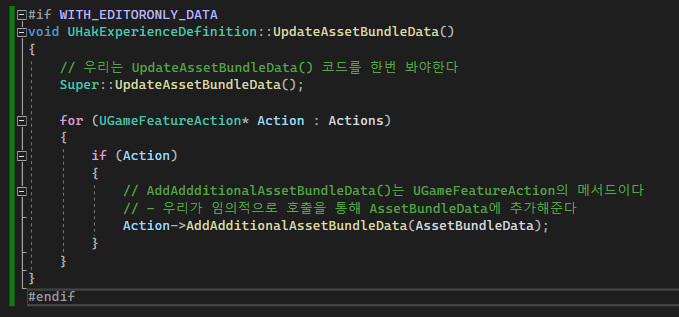 #if WITH_EDITORONLY_DATA
void UHakExperienceDefinition::UpdateAssetBundleData()
{
// 우리는 UpdateAssetBundleData() 코드를 한번 봐야한다
Super::UpdateAssetBundleData();
for (UGameFeatureAction* Action : Actions)
{
if (Action)
{
// AddAddditionalAssetBundleData()는 UGameFeatureAction의 메서드이다
// - 우리가 임의적으로 호출을 통해 AssetBundleData에 추가해준다
Action->AddAdditionalAssetBundleData(AssetBundleData);
}
}
}
#endif